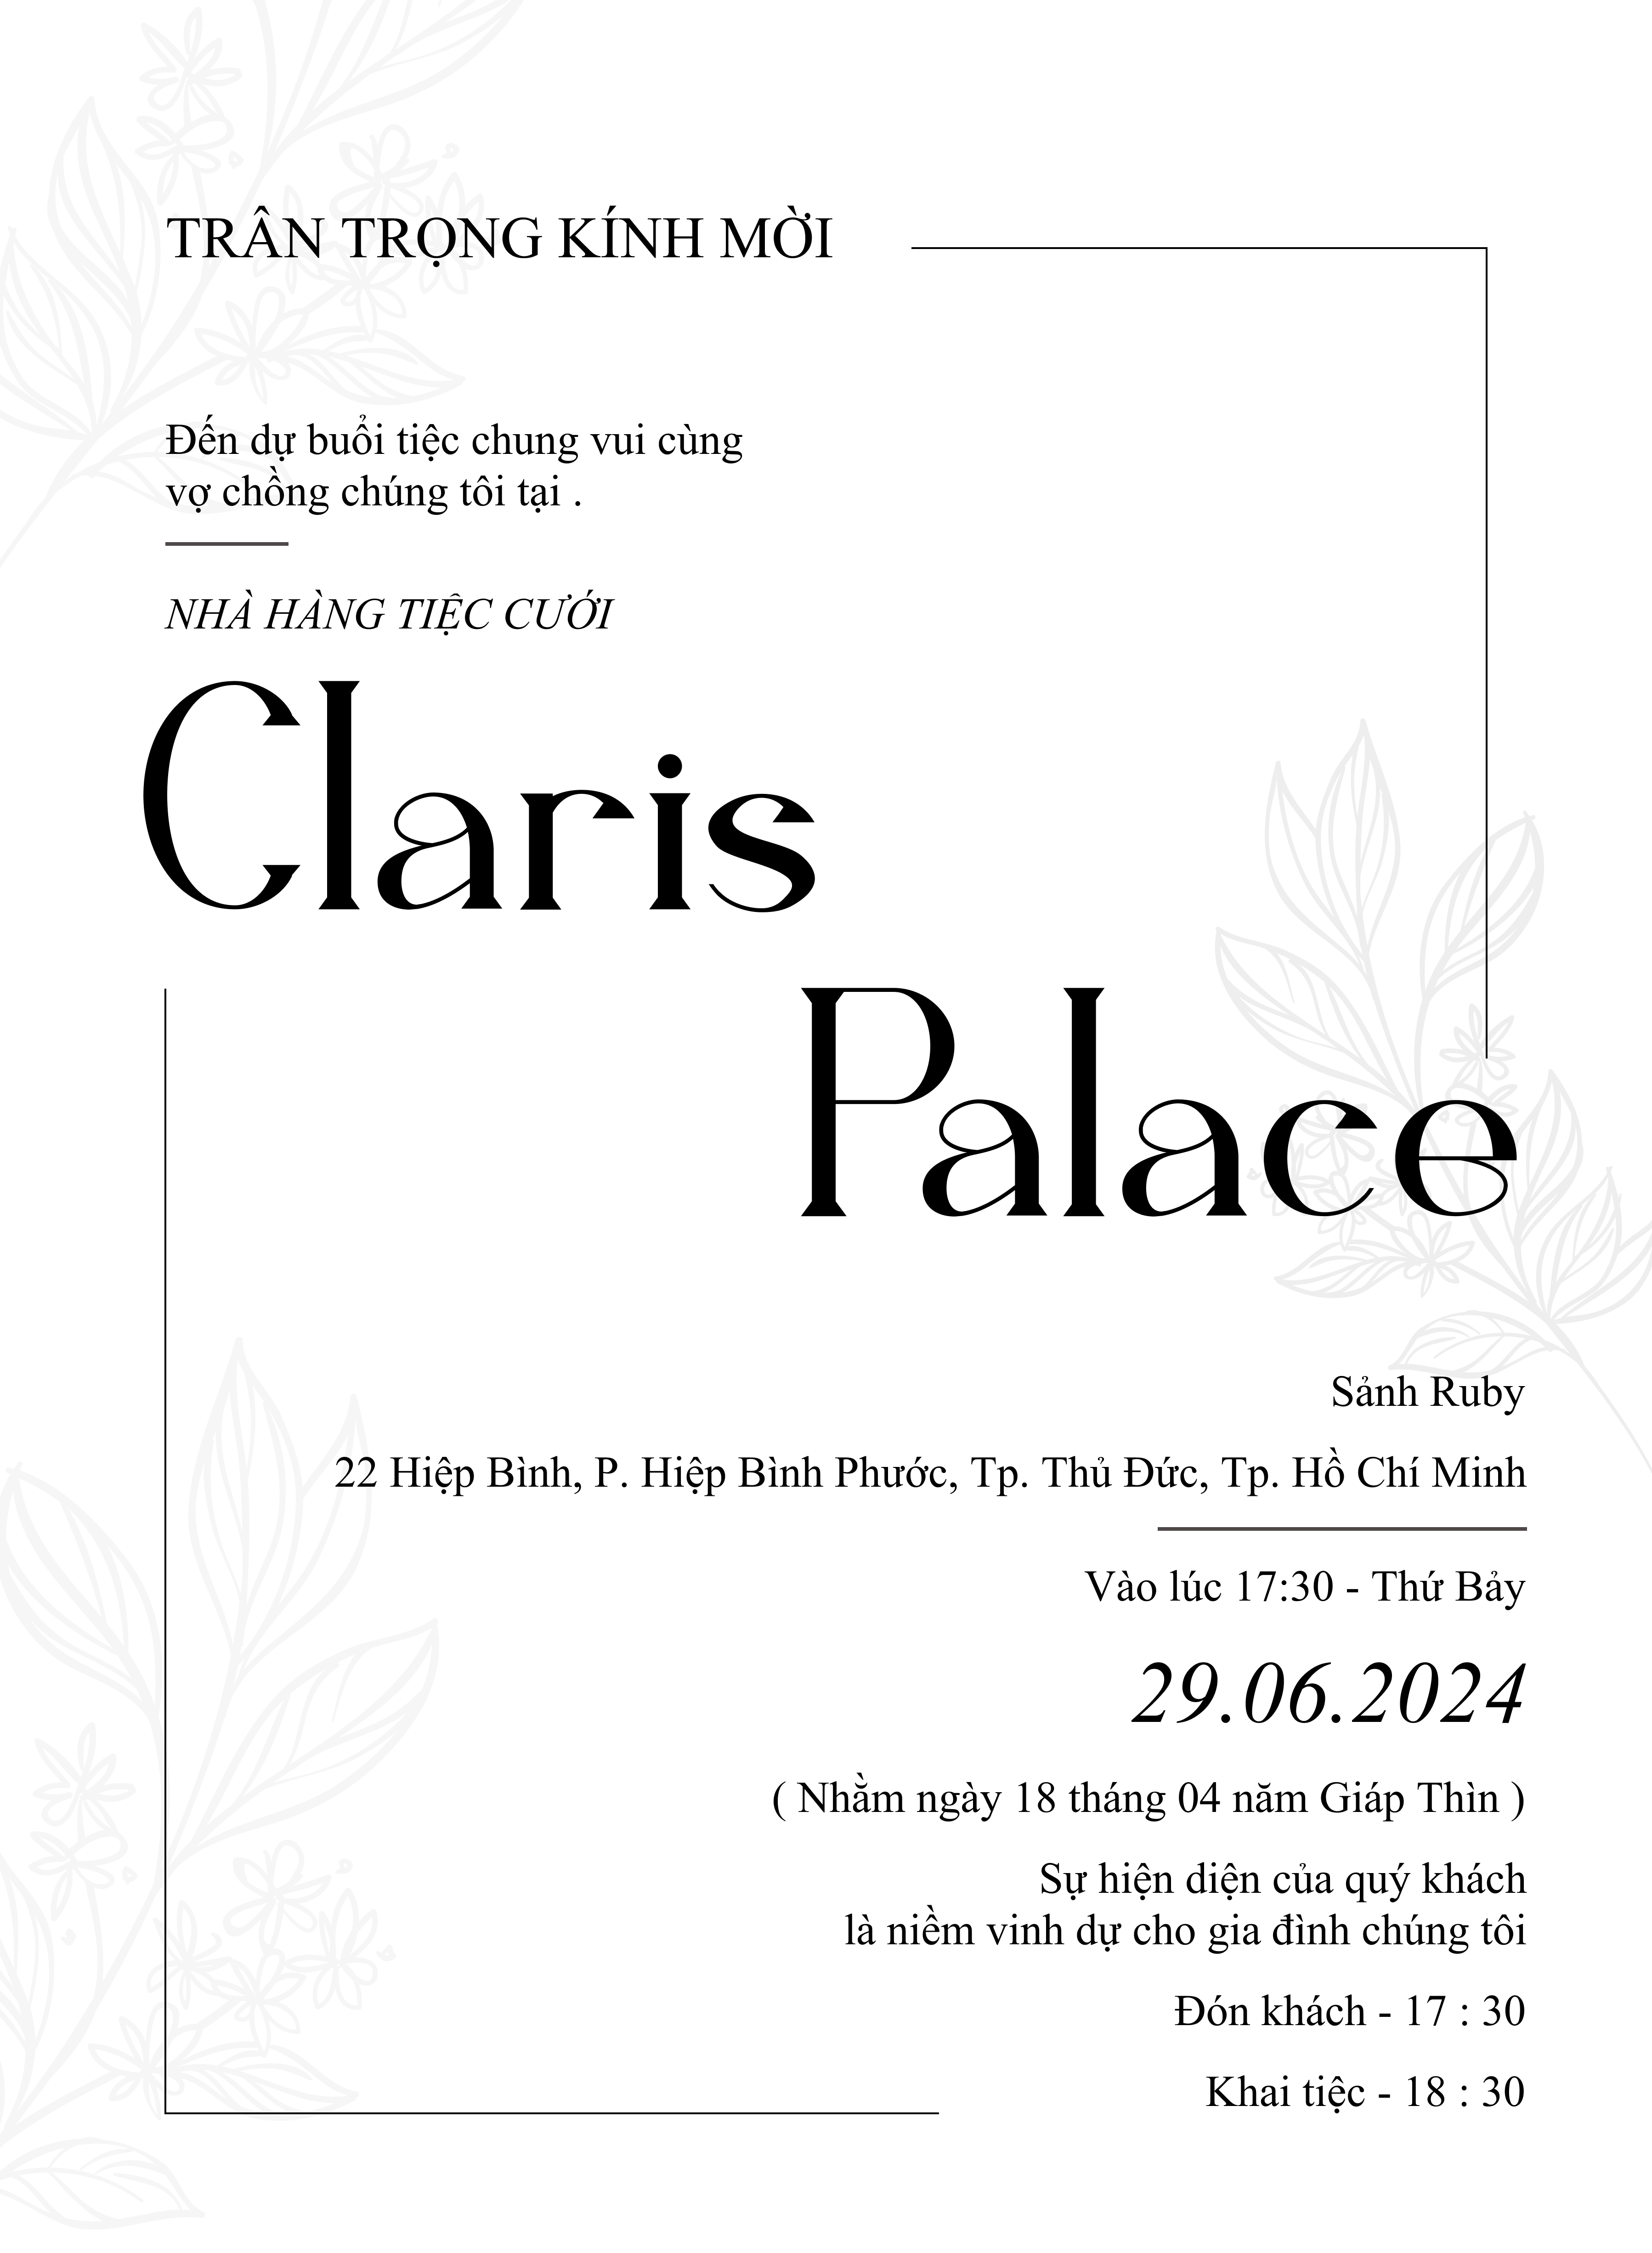 TRÂN TRỌNG KÍNH MỜI
Đến dự buổi tiệc chung vui cùng
vợ chồng chúng tôi tại .
NHÀ HÀNG TIỆC CƯỚI
Claris
Palace
Sảnh Ruby
22 Hiệp Bình, P. Hiệp Bình Phước, Tp. Thủ Đức, Tp. Hồ Chí Minh
Vào lúc 17:30 - Thứ Bảy
29.06.2024
( Nhằm ngày 18 tháng 04 năm Giáp Thìn )
Sự hiện diện của quý khách
là niềm vinh dự cho gia đình chúng tôi
Đón khách - 17 : 30
Khai tiệc - 18 : 30